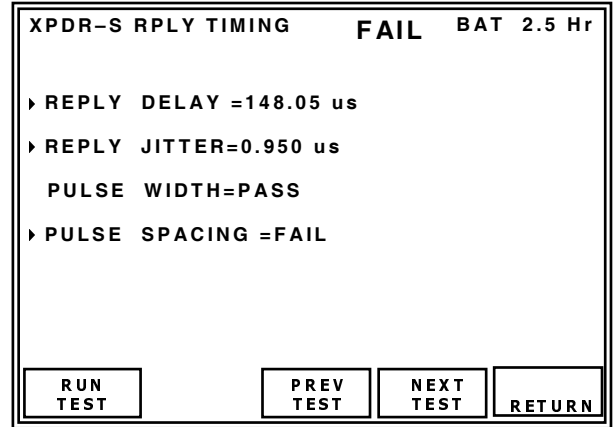 XPDR–S RPLY TIMING FAIL BAT 2.5 Hr
REPLY DELAY =148.05 us
REPLY JITTER=0.950 us
PULSE WIDTH=PASS
PULSE SPACING =FAIL
RUN TEST
PREV TEST
NEXT TEST
RETURN